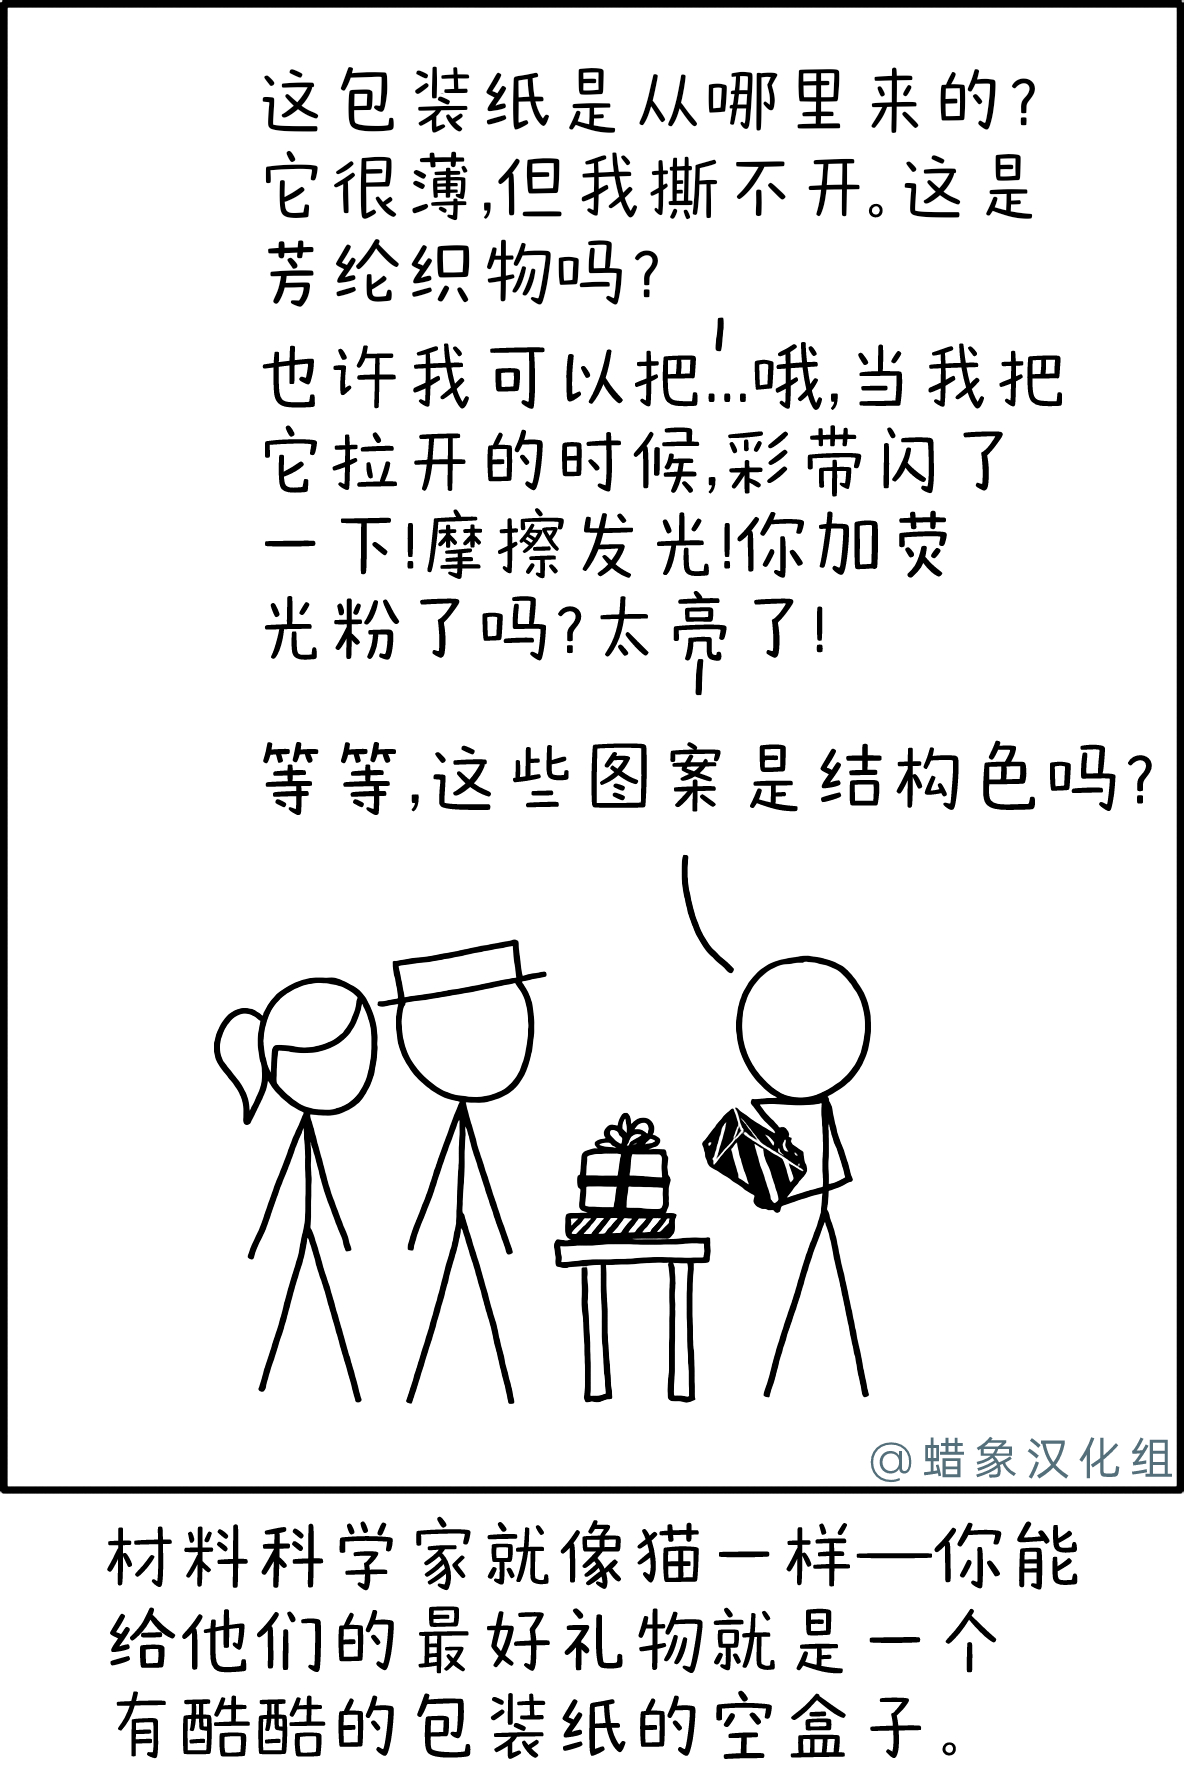 这包装纸是从哪里来的?
它很薄,但我撕不开。这是
芳纶织物吗?
也许我可以把...哦,当我把
它拉开的时候,彩带闪了
一下!摩擦发光!你加荧
光粉了吗?太亮了!
等等,这些图案是结构色吗?
@蜡象汉化组
材料科学家就像猫一样——你能
给他们的最好礼物就是一个
有酷酷的包装纸的空盒子。